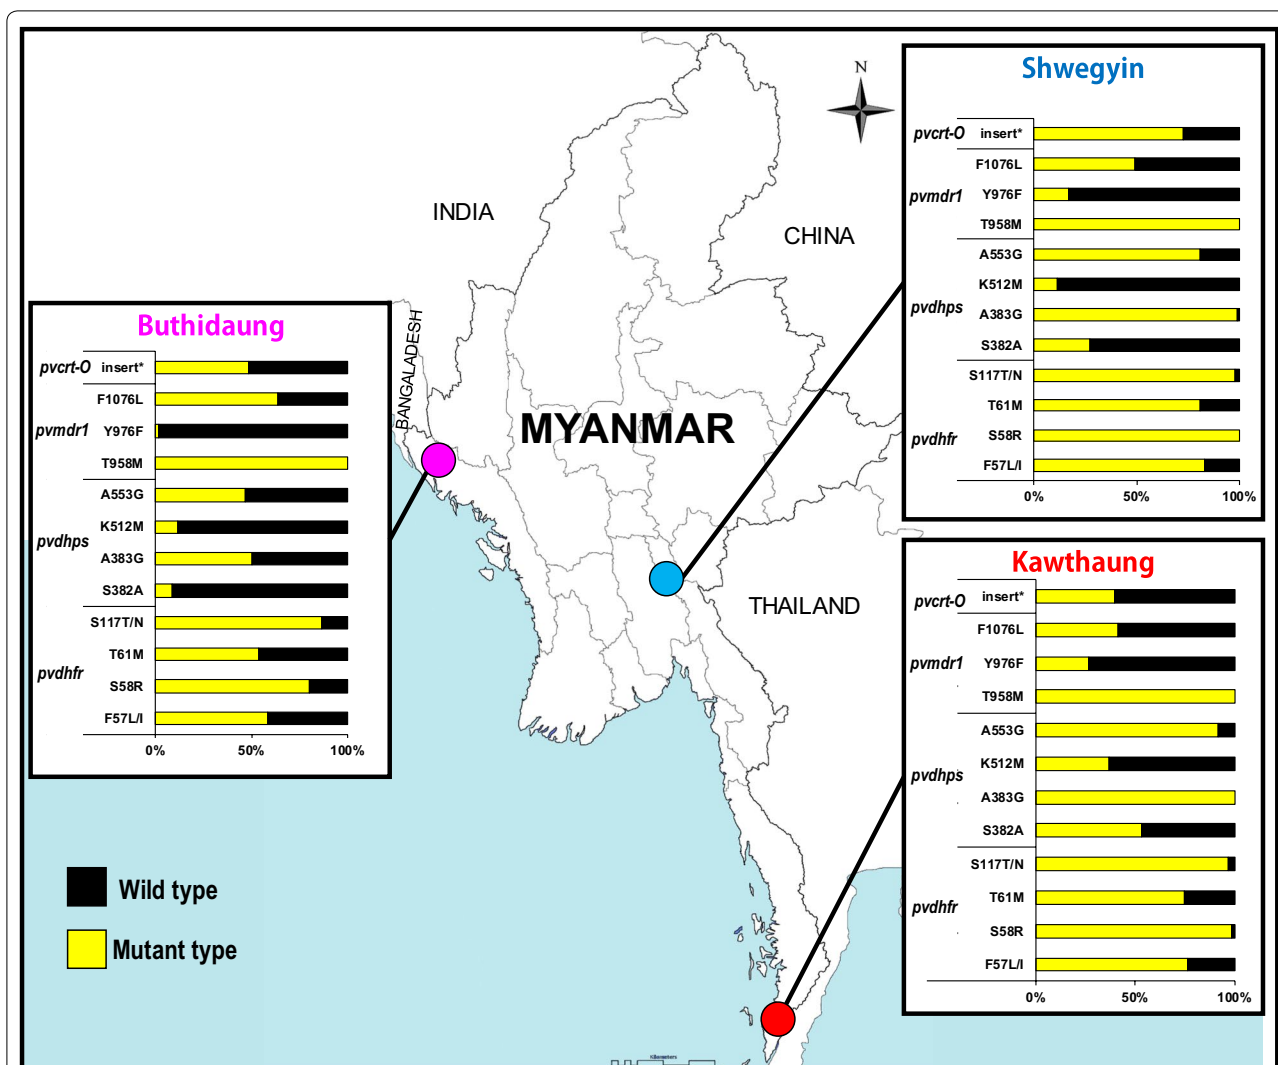 Shwegyin
pvcrt-O insert*
F1076L
pvmdr1 Y976F
T958M
A553G
K512M
pvdhps
A383G
S382A
S117T/N
T61M
pvdhfr
S58R
F57L/I
0% 50% 100%
N
INDIA
CHINA
BANGALADESH
MYANMAR
THAILAND
Buthidaung
pvcrt-O insert*
F1076L
pvmdr1 Y976F
T958M
A553G
K512M
pvdhps
A383G
S382A
S117T/N
T61M
pvdhfr
S58R
F57L/I
0% 50% 100%
Kawthaung
pvcrt-O insert*
F1076L
pvmdr1 Y976F
T958M
A553G
K512M
pvdhps
A383G
S382A
S117T/N
T61M
pvdhfr
S58R
F57L/I
0% 50% 100%
Wild type
Mutant type
Kilometers